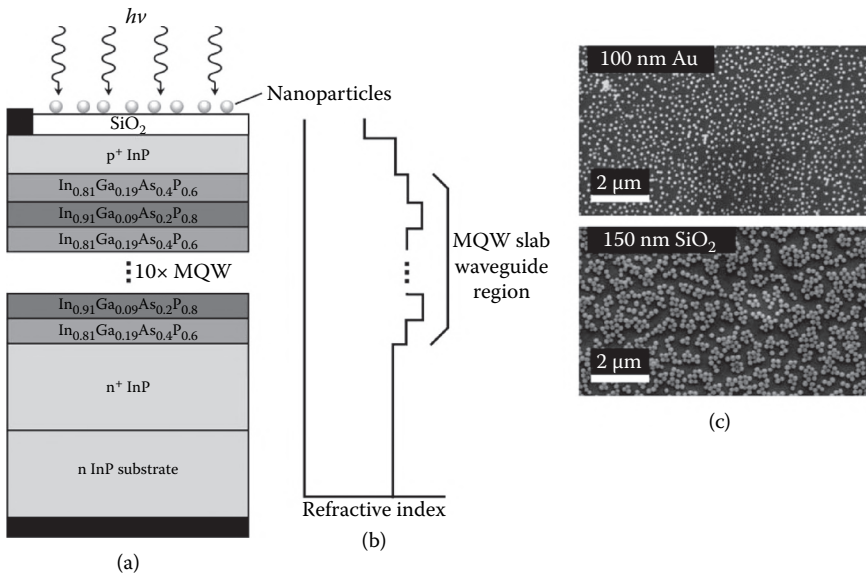 hν
Nanoparticles
SiO₂
p⁺ InP
In₀.₈₁Ga₀.₁₉As₀.₄P₀.₆
In₀.₉₁Ga₀.₀₉As₀.₂P₀.₈
In₀.₈₁Ga₀.₁₉As₀.₄P₀.₆
10× MQW
In₀.₉₁Ga₀.₀₉As₀.₂P₀.₈
In₀.₈₁Ga₀.₁₉As₀.₄P₀.₆
n⁺ InP
n InP substrate
(a)
MQW slab
waveguide
region
Refractive index
(b)
100 nm Au
2 μm
150 nm SiO₂
2 μm
(c)